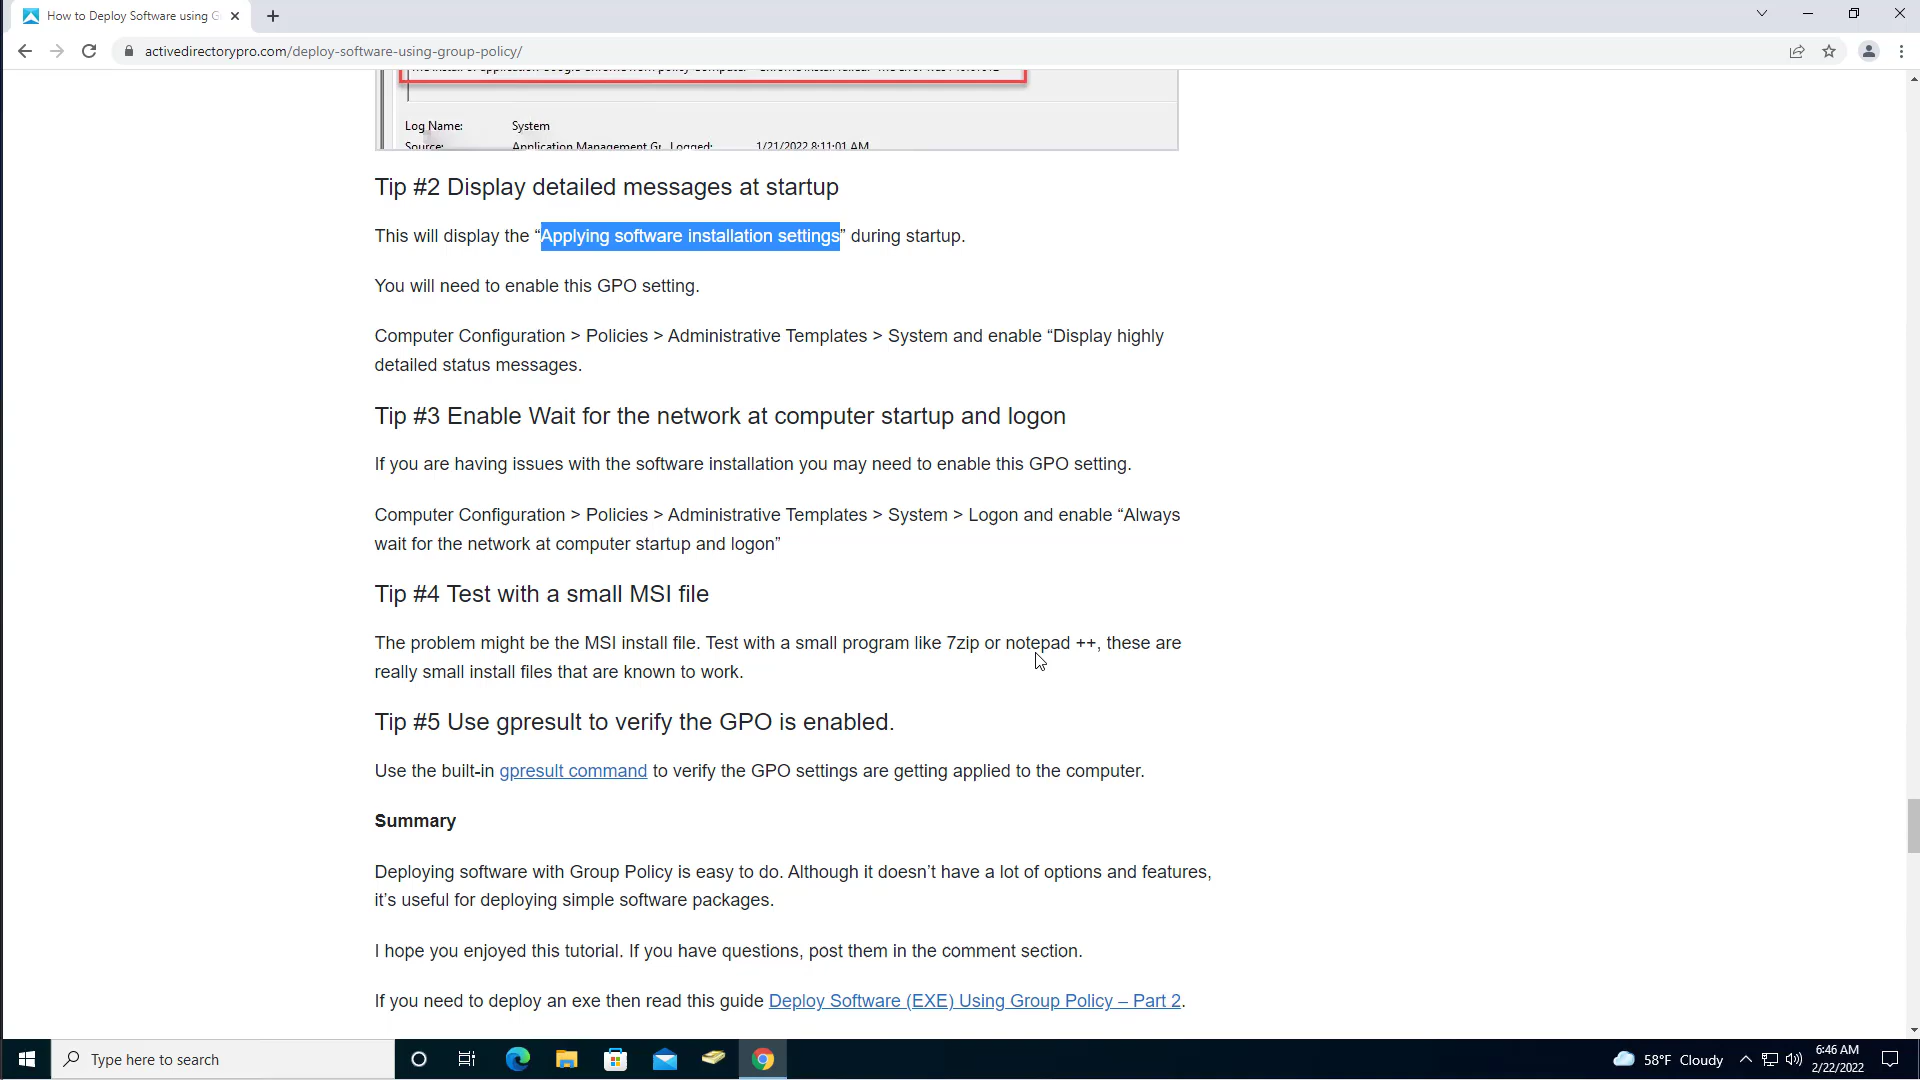 How to Deploy Software using G
activedirectorypro.com/deploy-software-using-group-policy/
Log Name: System
Source: Application Management Gr Logged: 1/21/2022 8:11:01 AM
Tip #2 Display detailed messages at startup
This will display the “Applying software installation settings” during startup.
You will need to enable this GPO setting.
Computer Configuration > Policies > Administrative Templates > System and enable “Display highly
detailed status messages.
Tip #3 Enable Wait for the network at computer startup and logon
If you are having issues with the software installation you may need to enable this GPO setting.
Computer Configuration > Policies > Administrative Templates > System > Logon and enable “Always
wait for the network at computer startup and logon”
Tip #4 Test with a small MSI file
The problem might be the MSI install file. Test with a small program like 7zip or notepad ++, these are
really small install files that are known to work.
Tip #5 Use gpresult to verify the GPO is enabled.
Use the built-in gpresult command to verify the GPO settings are getting applied to the computer.
Summary
Deploying software with Group Policy is easy to do. Although it doesn’t have a lot of options and features,
it’s useful for deploying simple software packages.
I hope you enjoyed this tutorial. If you have questions, post them in the comment section.
If you need to deploy an exe then read this guide Deploy Software (EXE) Using Group Policy – Part 2.
Type here to search
58°F Cloudy
6:46 AM
2/22/2022